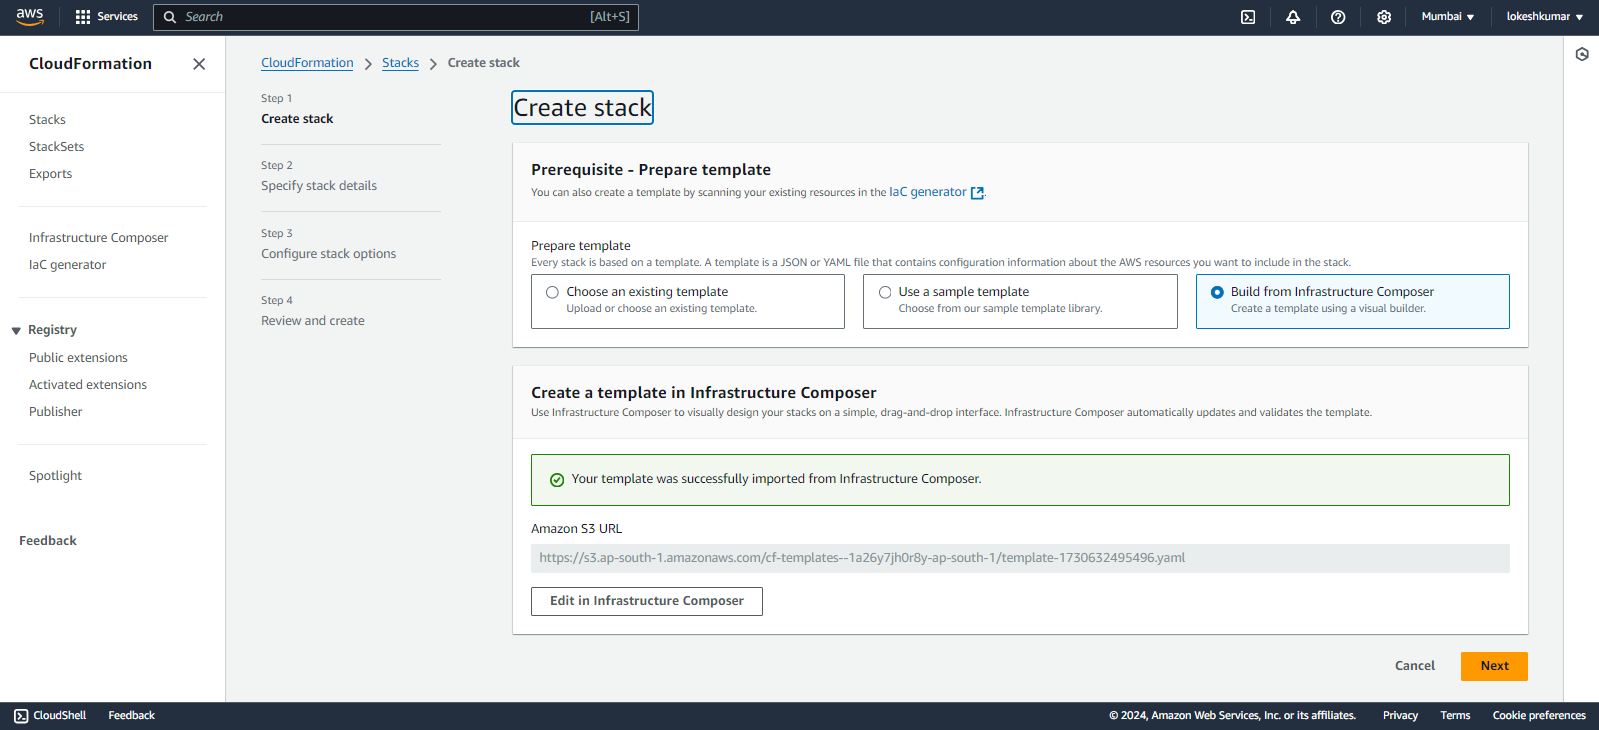 aws Services Search [Alt+S] Mumbai lokeshkumar
CloudFormation
Stacks
StackSets
Exports
Infrastructure Composer
IaC generator
Registry
Public extensions
Activated extensions
Publisher
Spotlight
Feedback
CloudFormation Stacks Create stack
Step 1
Create stack
Step 2
Specify stack details
Step 3
Configure stack options
Step 4
Review and create
Create stack
Prerequisite - Prepare template
You can also create a template by scanning your existing resources in the IaC generator.
Prepare template
Every stack is based on a template. A template is a JSON or YAML file that contains configuration information about the AWS resources you want to include in the stack.
Choose an existing template
Upload or choose an existing template.
Use a sample template
Choose from our sample template library.
Build from Infrastructure Composer
Create a template using a visual builder.
Create a template in Infrastructure Composer
Use Infrastructure Composer to visually design your stacks on a simple, drag-and-drop interface. Infrastructure Composer automatically updates and validates the template.
Your template was successfully imported from Infrastructure Composer.
Amazon S3 URL
https://s3.ap-south-1.amazonaws.com/cf-templates--1a26y7jh0r8y-ap-south-1/template-1730632495496.yaml
Edit in Infrastructure Composer
Cancel Next
CloudShell Feedback © 2024, Amazon Web Services, Inc. or its affiliates. Privacy Terms Cookie preferences